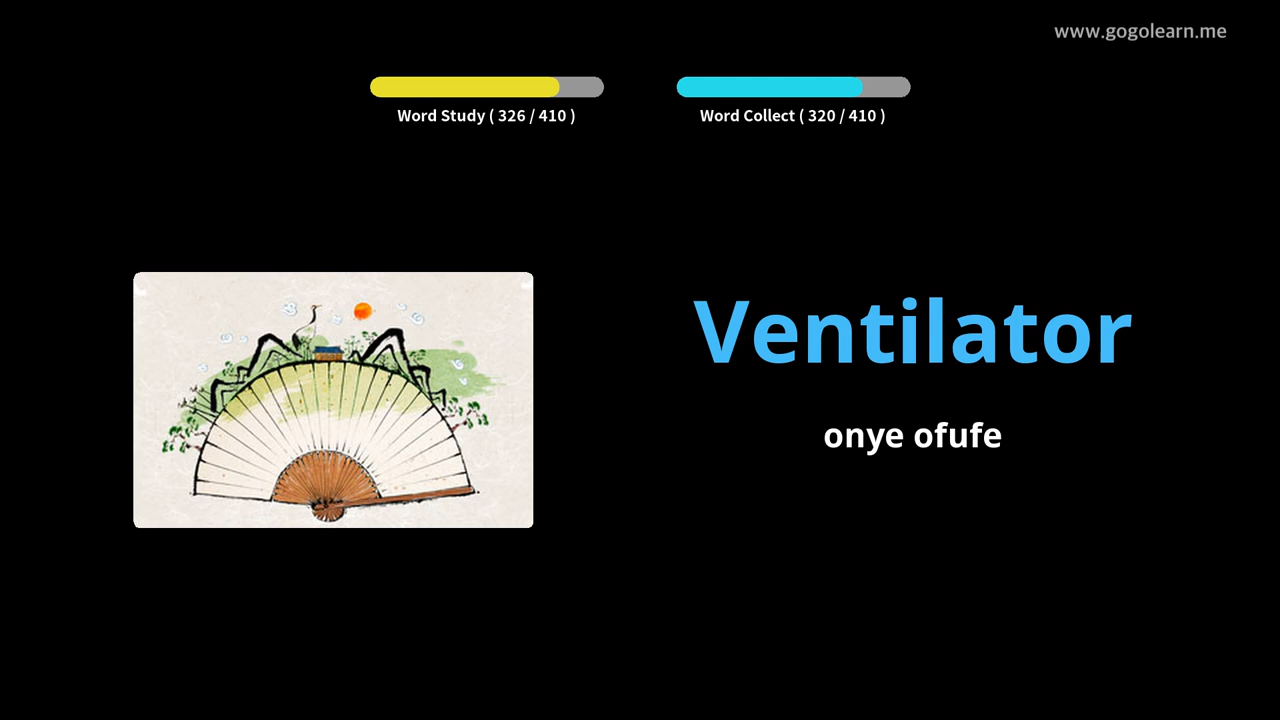 www.gogolearn.me
Word Study ( 326 / 410 )
Word Collect ( 320 / 410 )
Ventilator
onye ofufe